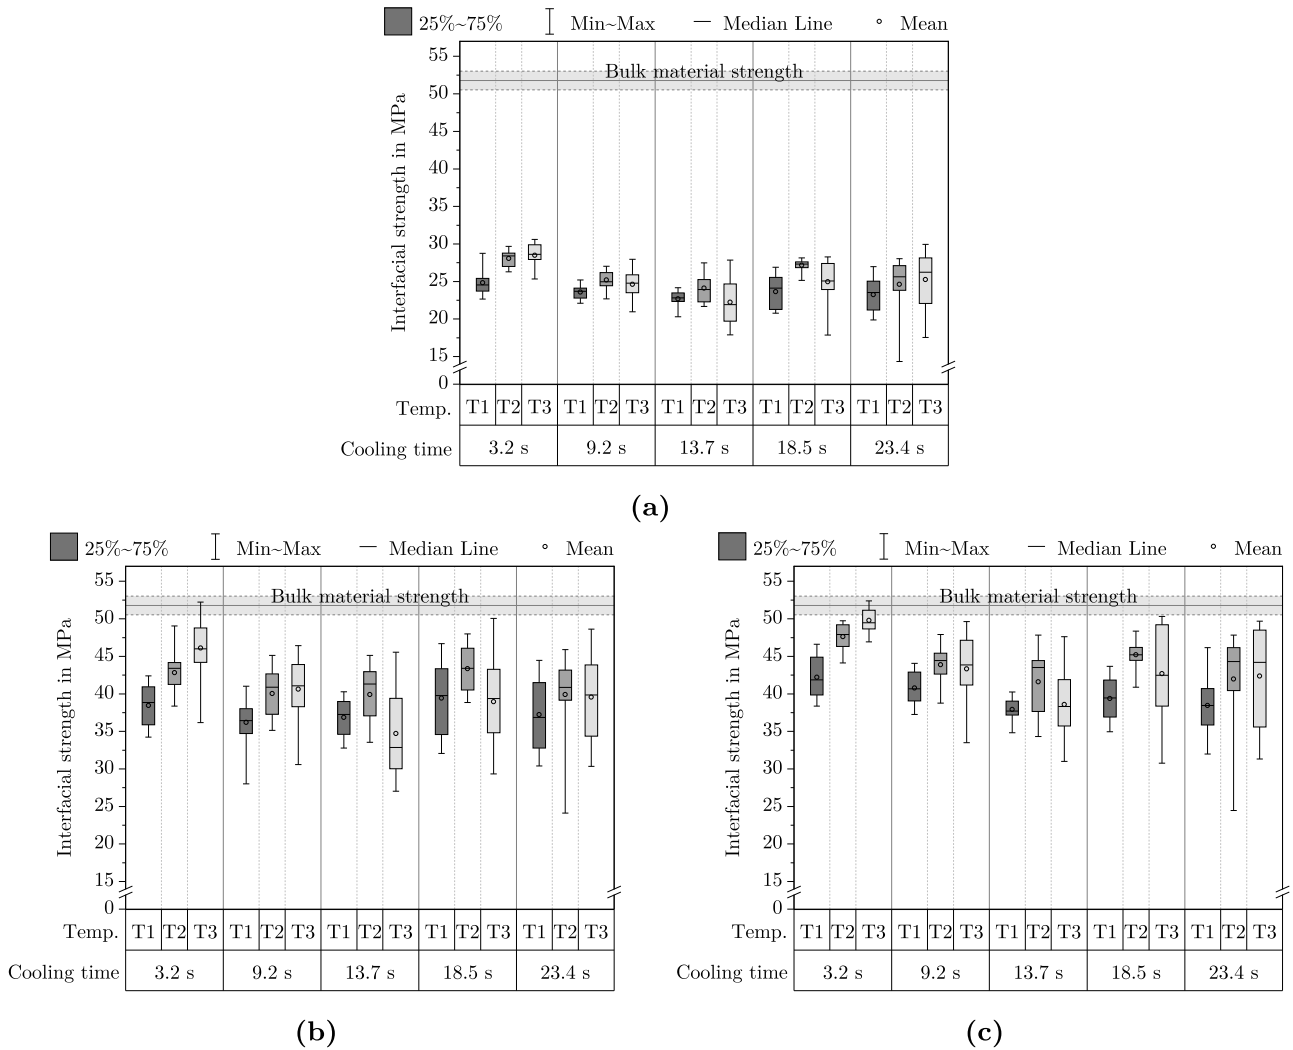 25%~75% Min~Max Median Line Mean
55
Bulk material strength
50
45
40
35
30
25
20
15
0
Interfacial strength in MPa
Temp. T1 T2 T3 T1 T2 T3 T1 T2 T3 T1 T2 T3 T1 T2 T3
Cooling time 3.2 s 9.2 s 13.7 s 18.5 s 23.4 s
(a)
25%~75% Min~Max Median Line Mean
55
Bulk material strength
50
45
40
35
30
25
20
15
0
Interfacial strength in MPa
Temp. T1 T2 T3 T1 T2 T3 T1 T2 T3 T1 T2 T3 T1 T2 T3
Cooling time 3.2 s 9.2 s 13.7 s 18.5 s 23.4 s
(b)
25%~75% Min~Max Median Line Mean
55
Bulk material strength
50
45
40
35
30
25
20
15
0
Interfacial strength in MPa
Temp. T1 T2 T3 T1 T2 T3 T1 T2 T3 T1 T2 T3 T1 T2 T3
Cooling time 3.2 s 9.2 s 13.7 s 18.5 s 23.4 s
(c)